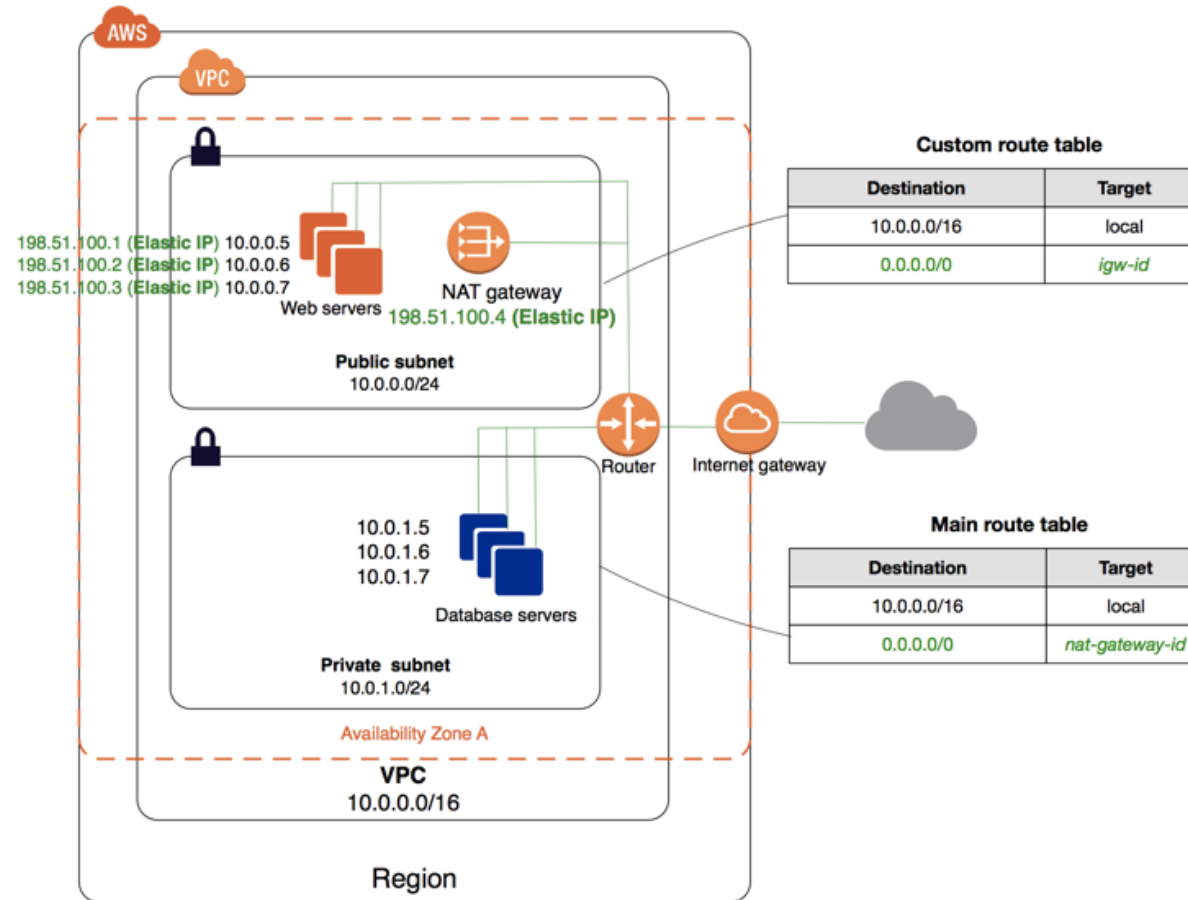 AWS
VPC
198.51.100.1 (Elastic IP) 10.0.0.5
198.51.100.2 (Elastic IP) 10.0.0.6
198.51.100.3 (Elastic IP) 10.0.0.7
Web servers
NAT gateway
198.51.100.4 (Elastic IP)
Public subnet
10.0.0.0/24
Custom route table
Destination Target
10.0.0.0/16 local
0.0.0.0/0 igw-id
Router
Internet gateway
10.0.1.5
10.0.1.6
10.0.1.7
Database servers
Private subnet
10.0.1.0/24
Main route table
Destination Target
10.0.0.0/16 local
0.0.0.0/0 nat-gateway-id
Availability Zone A
VPC
10.0.0.0/16
Region